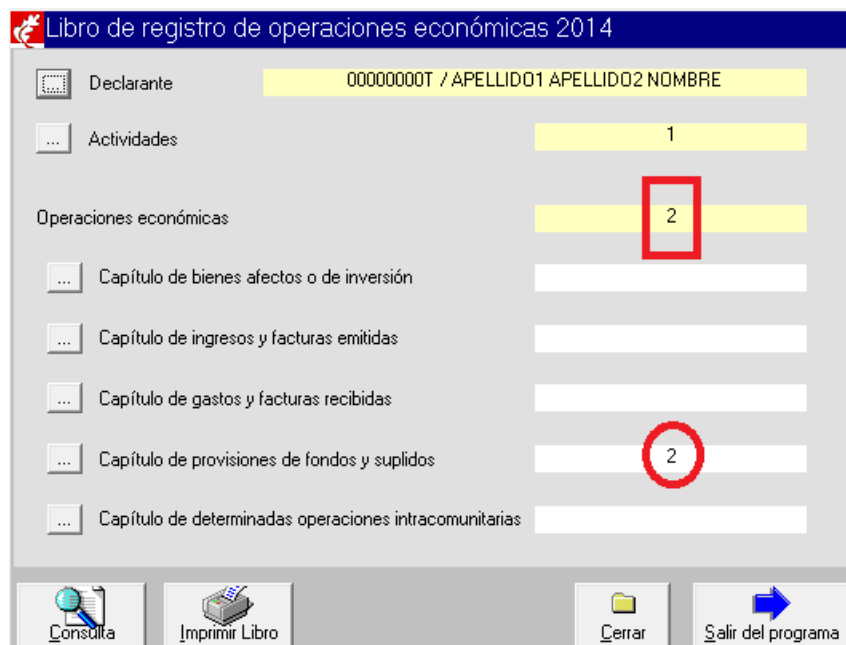 Libro de registro de operaciones económicas 2014
... Declarante 00000000T / APELLIDO1 APELLIDO2 NOMBRE
... Actividades 1
Operaciones económicas 2
... Capítulo de bienes afectos o de inversión
... Capítulo de ingresos y facturas emitidas
... Capítulo de gastos y facturas recibidas
... Capítulo de provisiones de fondos y suplidos 2
... Capítulo de determinadas operaciones intracomunitarias
Consulta Imprimir Libro Cerrar Salir del programa